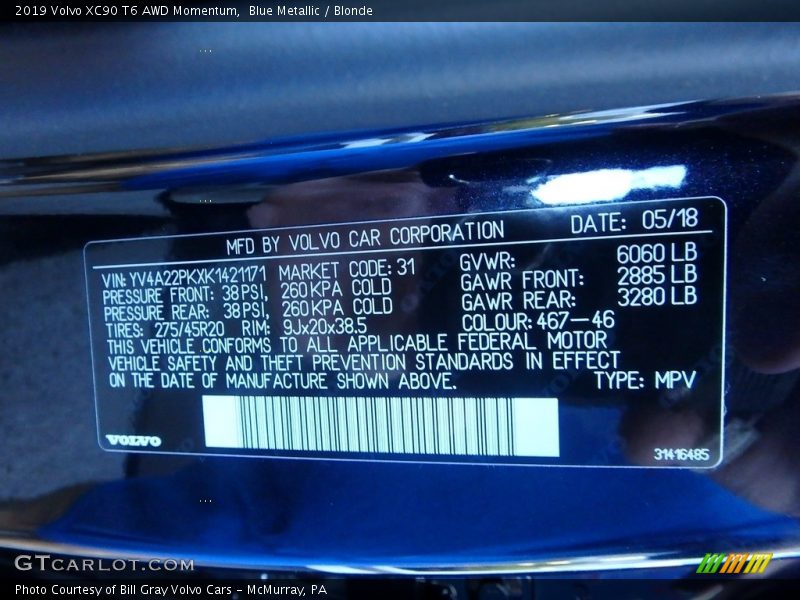 2019 Volvo XC90 T6 AWD Momentum,  Blue Metallic / Blonde
MFD BY VOLVO CAR CORPORATION DATE: 05/18
VIN: YV4A22PKXK1421171 MARKET CODE: 31 GVWR: 6060 LB
PRESSURE FRONT: 38 PSI, 260 KPA COLD GAWR FRONT: 2885 LB
PRESSURE REAR: 38 PSI, 260 KPA COLD GAWR REAR: 3280 LB
TIRES: 275/45R20 RIM: 9Jx20x38.5 COLOUR: 467-46
THIS VEHICLE CONFORMS TO ALL APPLICABLE FEDERAL MOTOR
VEHICLE SAFETY AND THEFT PREVENTION STANDARDS IN EFFECT
ON THE DATE OF MANUFACTURE SHOWN ABOVE. TYPE: MPV
VOLVO 31416485
GTCARLOT.COM
Photo Courtesy of Bill Gray Volvo Cars - McMurray, PA